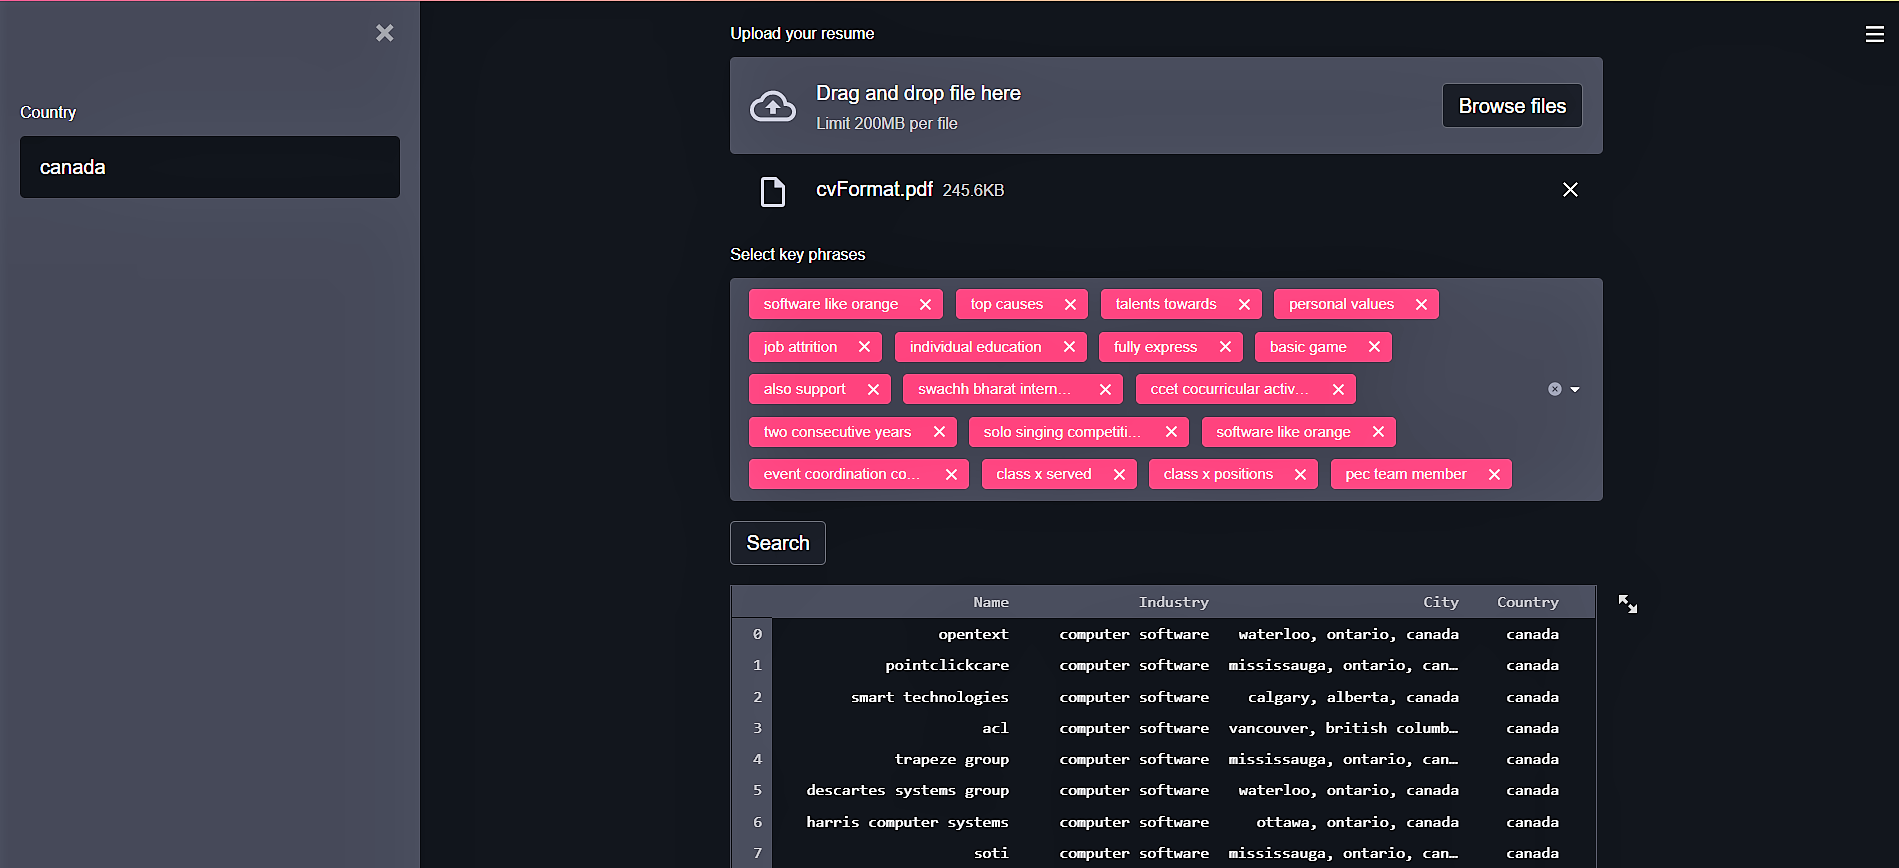 Country
canada
Upload your resume
Drag and drop file here
Limit 200MB per file
Browse files
cvFormat.pdf 245.6KB
Select key phrases
software like orange top causes talents towards personal values
job attrition individual education fully express basic game
also support swachh bharat intern... ccet cocurricular activ...
two consecutive years solo singing competiti... software like orange
event coordination co... class x served class x positions pec team member
Search
Name Industry City Country
0 opentext computer software waterloo, ontario, canada canada
1 pointclickcare computer software mississauga, ontario, can… canada
2 smart technologies computer software calgary, alberta, canada canada
3 acl computer software vancouver, british columb… canada
4 trapeze group computer software mississauga, ontario, can… canada
5 descartes systems group computer software waterloo, ontario, canada canada
6 harris computer systems computer software ottawa, ontario, canada canada
7 soti computer software mississauga, ontario, can… canada